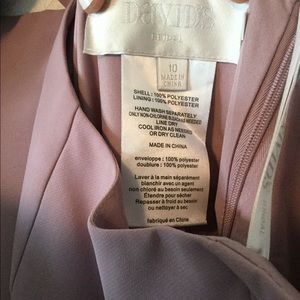 DAVID'S
BRIDAL
10
MADE IN
CHINA
SHELL: 100% POLYESTER
LINING: 100% POLYESTER
HAND WASH SEPARATELY
ONLY NON-CHLORINE BLEACH AS NEEDED
LINE DRY
COOL IRON AS NEEDED
OR DRY CLEAN
MADE IN CHINA
enveloppe: 100% polyester
doublure: 100% polyester
Laver à la main séparément
blanchir avec un agent
non chloré au besoin seulement
Étendre pour sécher
Repasser à froid au besoin
ou nettoyer à sec
fabriqué en Chine